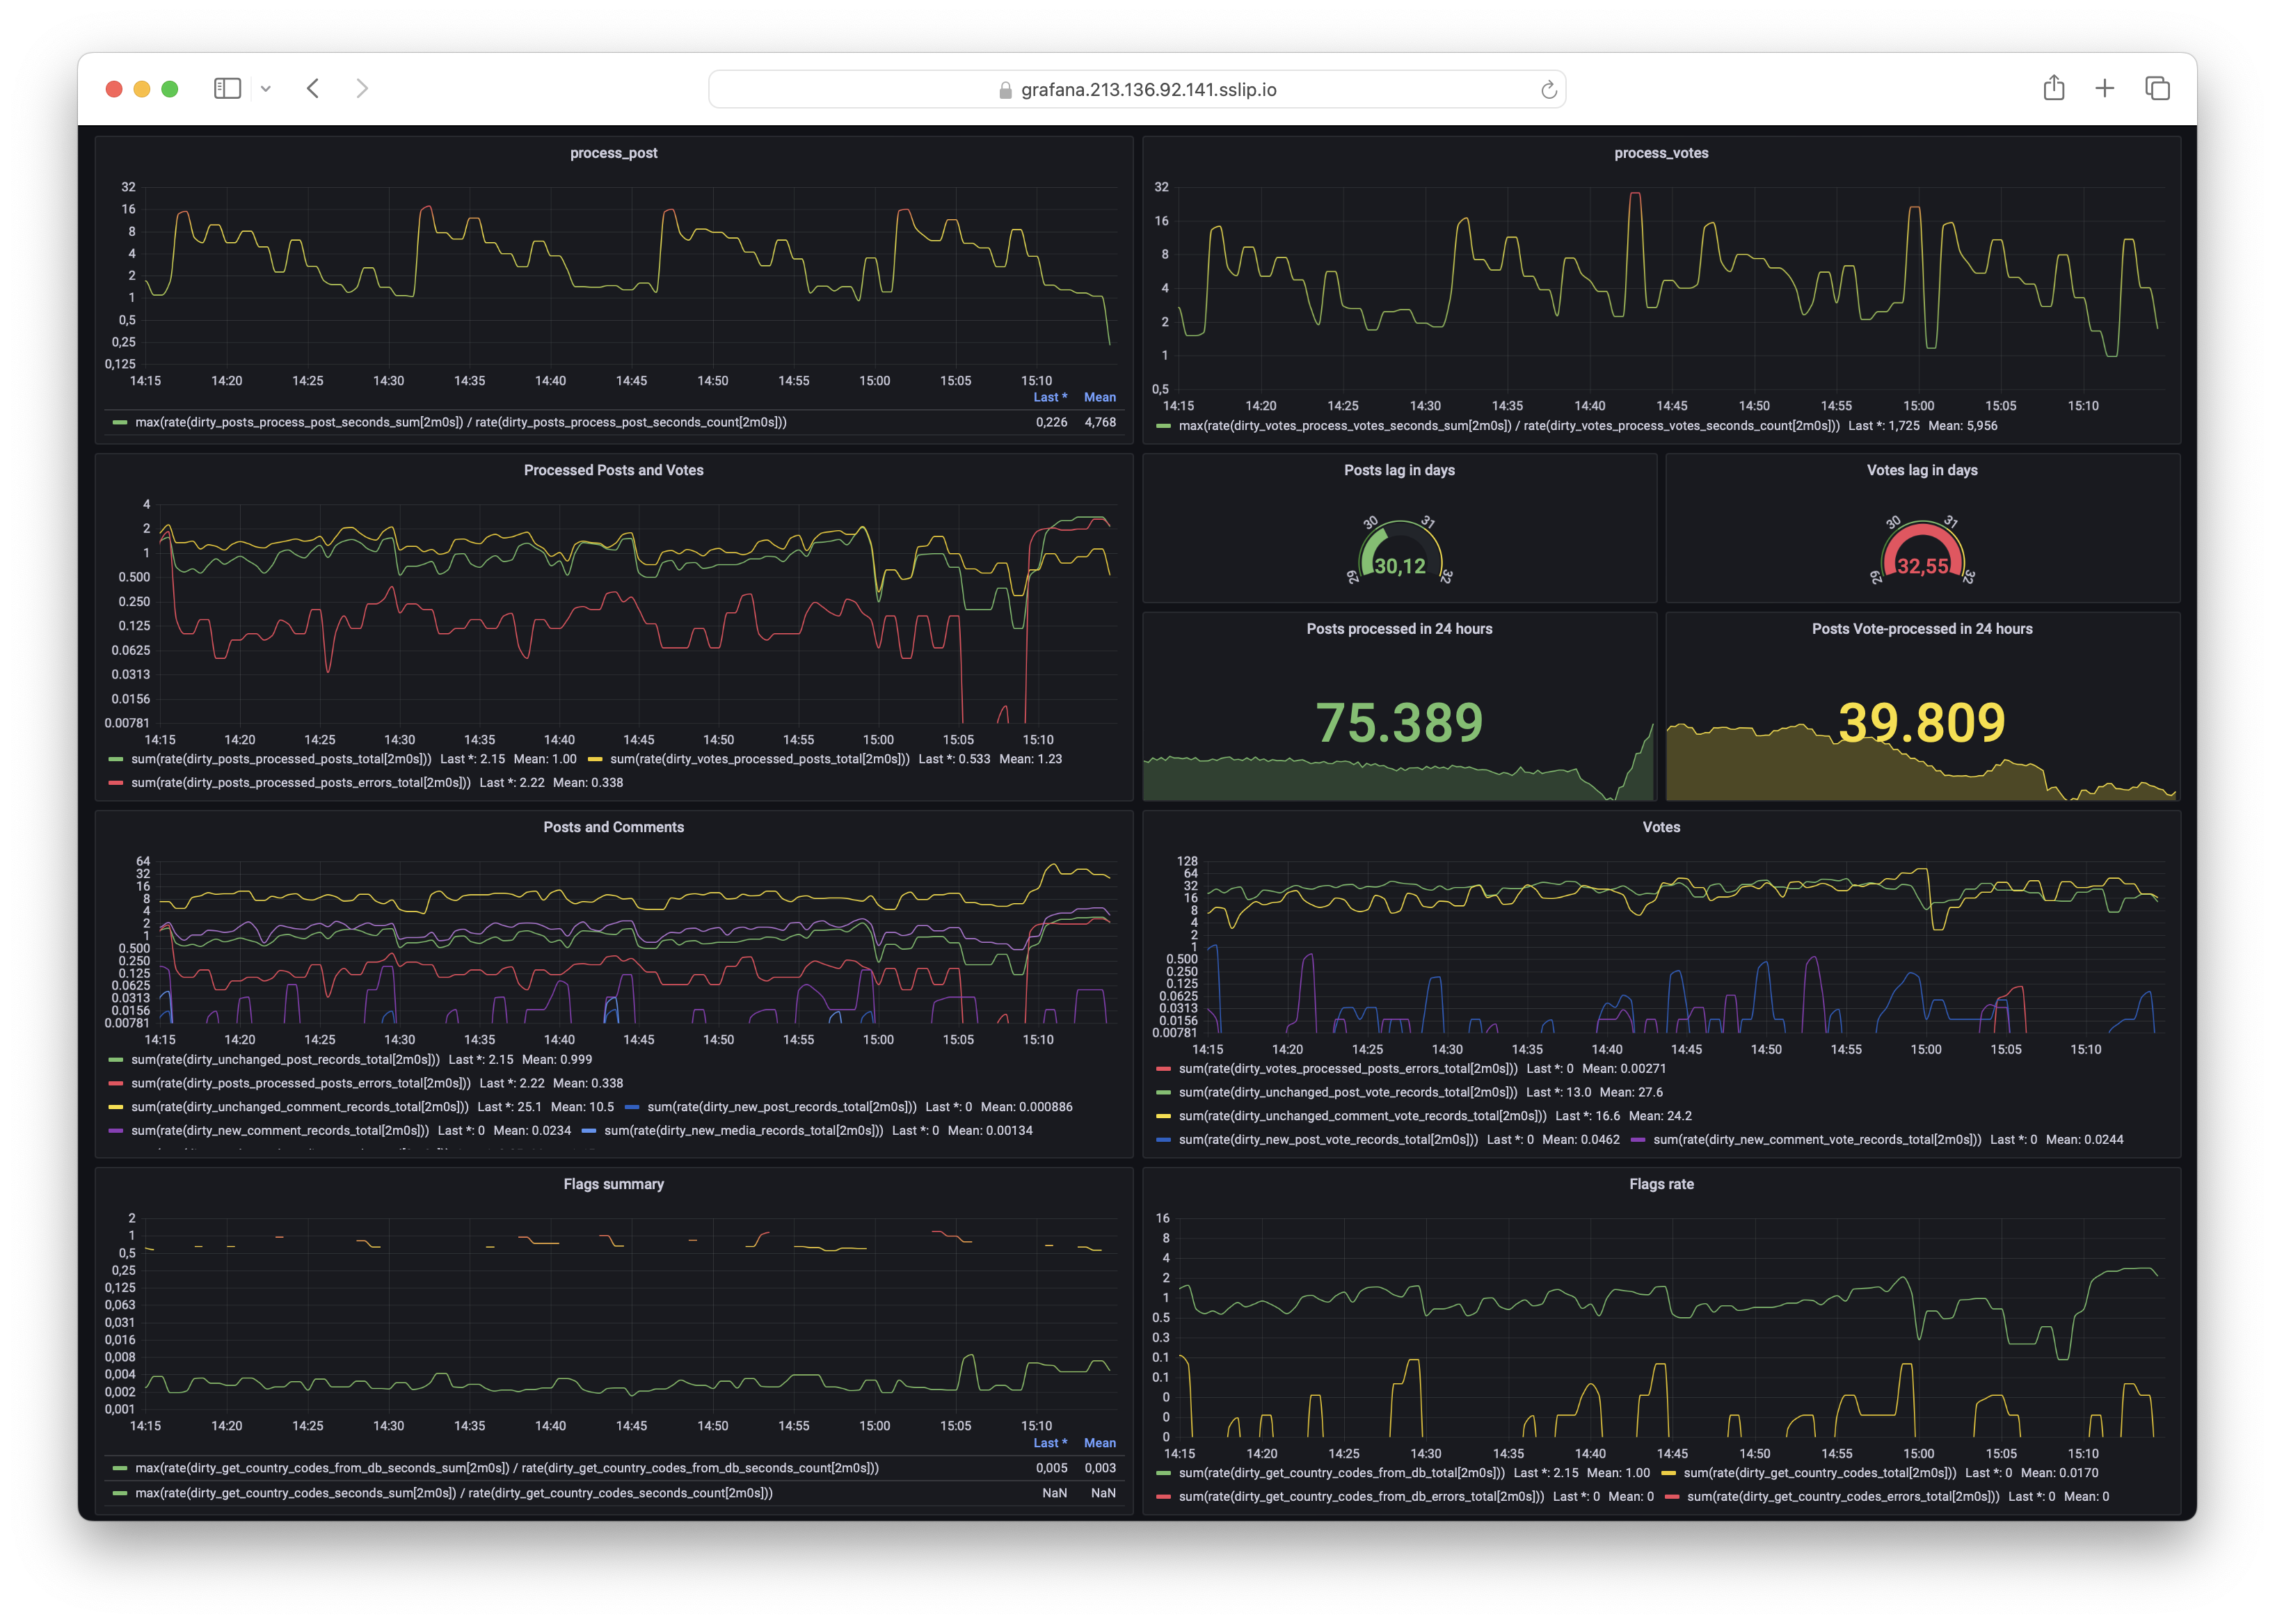 grafana.213.136.92.141.sslip.io
process_post
32
16
8
4
2
1
0,5
0,25
0,125
14:15 14:20 14:25 14:30 14:35 14:40 14:45 14:50 14:55 15:00 15:05 15:10
Last * Mean
max(rate(dirty_posts_process_post_seconds_sum[2m0s]) / rate(dirty_posts_process_post_seconds_count[2m0s])) 0,226 4,768
process_votes
32
16
8
4
2
1
0,5
14:15 14:20 14:25 14:30 14:35 14:40 14:45 14:50 14:55 15:00 15:05 15:10
max(rate(dirty_votes_process_votes_seconds_sum[2m0s]) / rate(dirty_votes_process_votes_seconds_count[2m0s])) Last *: 1,725 Mean: 5,956
Processed Posts and Votes
4
2
1
0.500
0.250
0.125
0.0625
0.0313
0.0156
0.00781
14:15 14:20 14:25 14:30 14:35 14:40 14:45 14:50 14:55 15:00 15:05 15:10
sum(rate(dirty_posts_processed_posts_total[2m0s])) Last *: 2.15 Mean: 1.00 sum(rate(dirty_votes_processed_posts_total[2m0s])) Last *: 0.533 Mean: 1.23
sum(rate(dirty_posts_processed_posts_errors_total[2m0s])) Last *: 2.22 Mean: 0.338
Posts lag in days
29 30 31 32
30,12
Votes lag in days
29 30 31 32
32,55
Posts processed in 24 hours
75.389
Posts Vote-processed in 24 hours
39.809
Posts and Comments
64
32
16
8
4
2
1
0.500
0.250
0.125
0.0625
0.0313
0.0156
0.00781
14:15 14:20 14:25 14:30 14:35 14:40 14:45 14:50 14:55 15:00 15:05 15:10
sum(rate(dirty_unchanged_post_records_total[2m0s])) Last *: 2.15 Mean: 0.999
sum(rate(dirty_posts_processed_posts_errors_total[2m0s])) Last *: 2.22 Mean: 0.338
sum(rate(dirty_unchanged_comment_records_total[2m0s])) Last *: 25.1 Mean: 10.5 sum(rate(dirty_new_post_records_total[2m0s])) Last *: 0 Mean: 0.000886
sum(rate(dirty_new_comment_records_total[2m0s])) Last *: 0 Mean: 0.0234 sum(rate(dirty_new_media_records_total[2m0s])) Last *: 0 Mean: 0.00134
Votes
128
64
32
16
8
4
2
1
0.500
0.250
0.125
0.0625
0.0313
0.0156
0.00781
14:15 14:20 14:25 14:30 14:35 14:40 14:45 14:50 14:55 15:00 15:05 15:10
sum(rate(dirty_votes_processed_posts_errors_total[2m0s])) Last *: 0 Mean: 0.00271
sum(rate(dirty_unchanged_post_vote_records_total[2m0s])) Last *: 13.0 Mean: 27.6
sum(rate(dirty_unchanged_comment_vote_records_total[2m0s])) Last *: 16.6 Mean: 24.2
sum(rate(dirty_new_post_vote_records_total[2m0s])) Last *: 0 Mean: 0.0462 sum(rate(dirty_new_comment_vote_records_total[2m0s])) Last *: 0 Mean: 0.0244
Flags summary
2
1
0,5
0,25
0,125
0,063
0,031
0,016
0,008
0,004
0,002
0,001
14:15 14:20 14:25 14:30 14:35 14:40 14:45 14:50 14:55 15:00 15:05 15:10
Last * Mean
max(rate(dirty_get_country_codes_from_db_seconds_sum[2m0s]) / rate(dirty_get_country_codes_from_db_seconds_count[2m0s])) 0,005 0,003
max(rate(dirty_get_country_codes_seconds_sum[2m0s]) / rate(dirty_get_country_codes_seconds_count[2m0s])) NaN NaN
Flags rate
16
8
4
2
1
0.5
0.3
0.1
0.1
0
0
0
14:15 14:20 14:25 14:30 14:35 14:40 14:45 14:50 14:55 15:00 15:05 15:10
sum(rate(dirty_get_country_codes_from_db_total[2m0s])) Last *: 2.15 Mean: 1.00 sum(rate(dirty_get_country_codes_total[2m0s])) Last *: 0 Mean: 0.0170
sum(rate(dirty_get_country_codes_from_db_errors_total[2m0s])) Last *: 0 Mean: 0 sum(rate(dirty_get_country_codes_errors_total[2m0s])) Last *: 0 Mean: 0